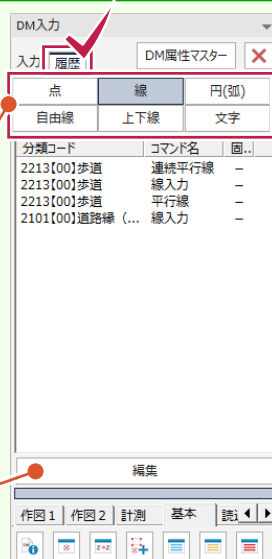 DM入力
入力 履歴 DM属性マスター
点 線 円(弧)
自由線 上下線 文字
分類コード コマンド名 固..
2213【00】歩道 連続平行線 –
2213【00】歩道 線入力 –
2213【00】歩道 平行線 –
2101【00】道路縁（... 線入力 –
編集
作図1 作図2 計測 基本
Z→Z